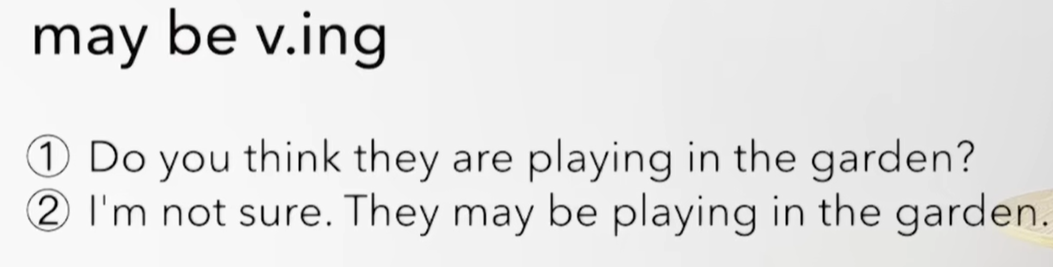 may be v.ing
① Do you think they are playing in the garden?
② I'm not sure. They may be playing in the garden.